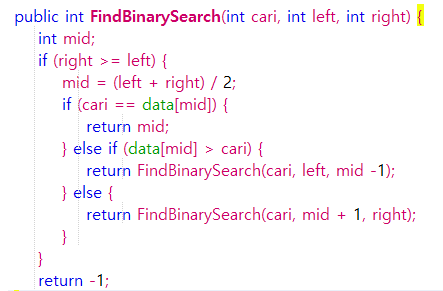 public int FindBinarySearch(int cari, int left, int right) {
int mid;
if (right >= left) {
mid = (left + right) / 2;
if (cari == data[mid]) {
return mid;
} else if (data[mid] > cari) {
return FindBinarySearch(cari, left, mid -1);
} else {
return FindBinarySearch(cari, mid + 1, right);
}
}
return -1;